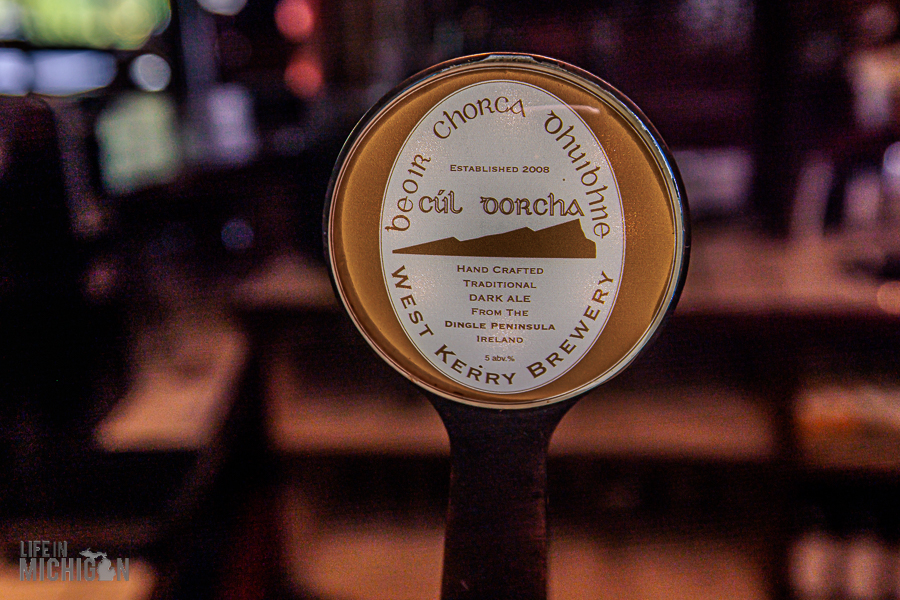 beoir Chorca Dhuibhne
Established 2008
cúl dorcha
Hand Crafted
Traditional
DARK ALE
From The
Dingle Peninsula
Ireland
5 abv.%
West Kerry Brewery
LIFE IN
MICHIGAN